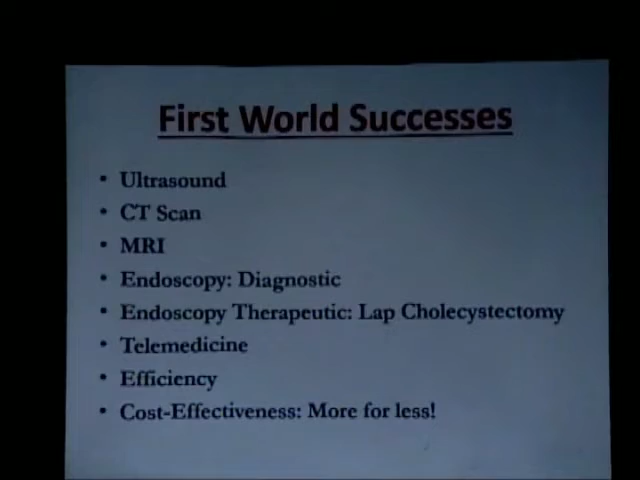 First World Successes
• Ultrasound
• CT Scan
• MRI
• Endoscopy: Diagnostic
• Endoscopy Therapeutic: Lap Cholecystectomy
• Telemedicine
• Efficiency
• Cost-Effectiveness: More for less!